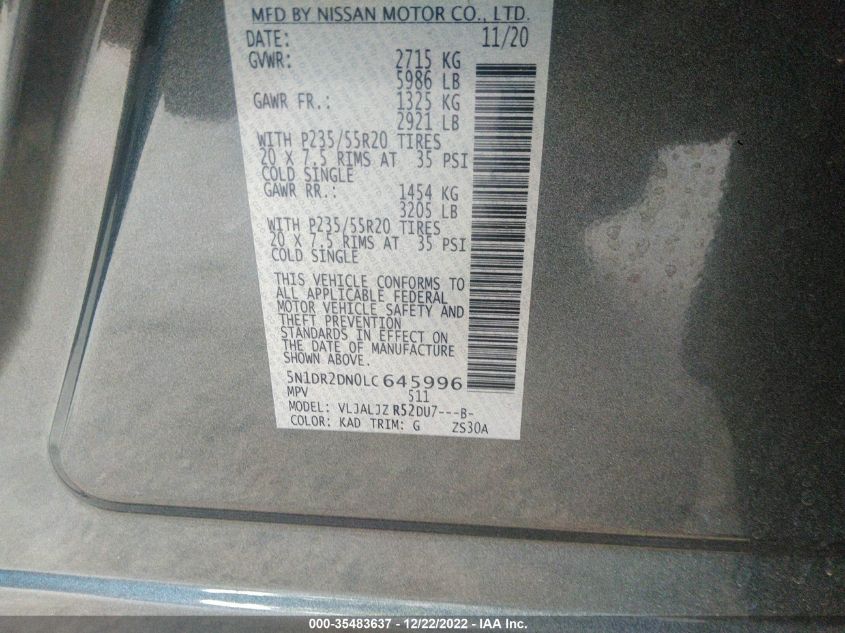 MFD BY NISSAN MOTOR CO., LTD.
DATE: 11/20
GVWR: 2715 KG
5986 LB
GAWR FR.: 1325 KG
2921 LB
WITH P235/55R20 TIRES
20 X 7.5 RIMS AT 35 PSI
COLD SINGLE
GAWR RR.: 1454 KG
3205 LB
WITH P235/55R20 TIRES
20 X 7.5 RIMS AT 35 PSI
COLD SINGLE
THIS VEHICLE CONFORMS TO
ALL APPLICABLE FEDERAL
MOTOR VEHICLE SAFETY AND
THEFT PREVENTION
STANDARDS IN EFFECT ON
THE DATE OF MANUFACTURE
SHOWN ABOVE.
5N1DR2DN0LC645996
MPV 511
MODEL: VLJALJZ R52DU7---B-
COLOR: KAD TRIM: G ZS30A
000-35483637 - 12/22/2022 - IAA Inc.